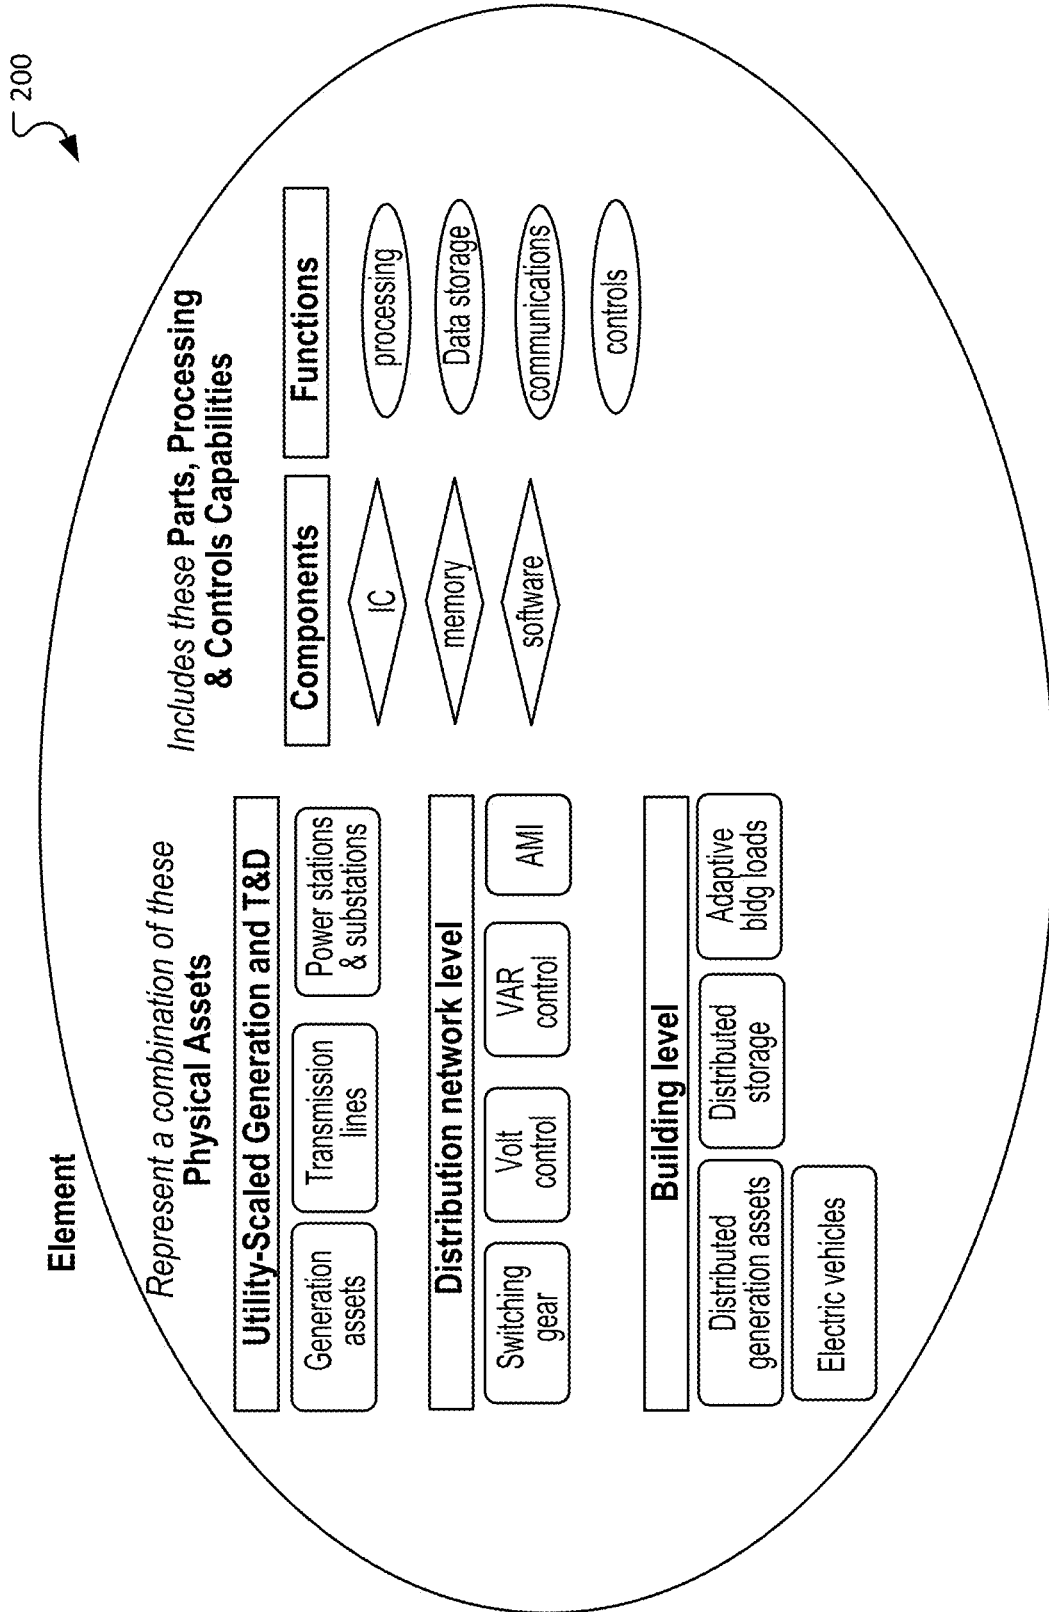 200
Element
Represent a combination of these
Physical Assets
Utility-Scaled Generation and T&D
Generation
assets
Transmission
lines
Power stations
& substations
Distribution network level
Switching
gear
Volt
control
VAR
control
AMI
Building level
Distributed
generation assets
Distributed
storage
Adaptive
bldg loads
Electric vehicles
Includes these Parts, Processing
& Controls Capabilities
Components
IC
memory
software
Functions
processing
Data storage
communications
controls